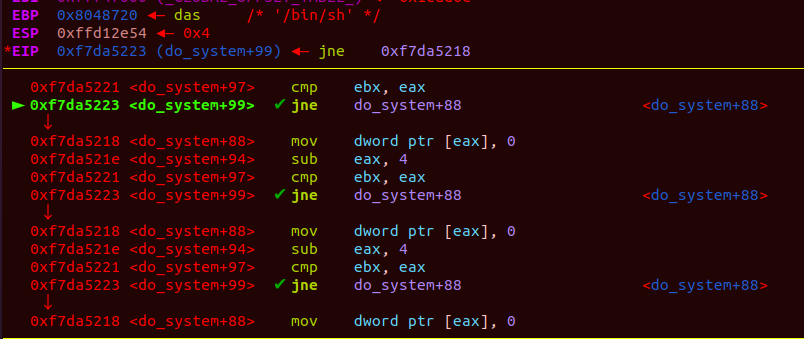 EBP 0x8048720 ◂— das /* '/bin/sh' */
ESP 0xffd12e54 ◂— 0x4
*EIP 0xf7da5223 (do_system+99) ◂— jne 0xf7da5218
0xf7da5221 <do_system+97> cmp ebx, eax
► 0xf7da5223 <do_system+99> ✔ jne do_system+88 <do_system+88>
↓
0xf7da5218 <do_system+88> mov dword ptr [eax], 0
0xf7da521e <do_system+94> sub eax, 4
0xf7da5221 <do_system+97> cmp ebx, eax
0xf7da5223 <do_system+99> ✔ jne do_system+88 <do_system+88>
↓
0xf7da5218 <do_system+88> mov dword ptr [eax], 0
0xf7da521e <do_system+94> sub eax, 4
0xf7da5221 <do_system+97> cmp ebx, eax
0xf7da5223 <do_system+99> ✔ jne do_system+88 <do_system+88>
↓
0xf7da5218 <do_system+88> mov dword ptr [eax], 0